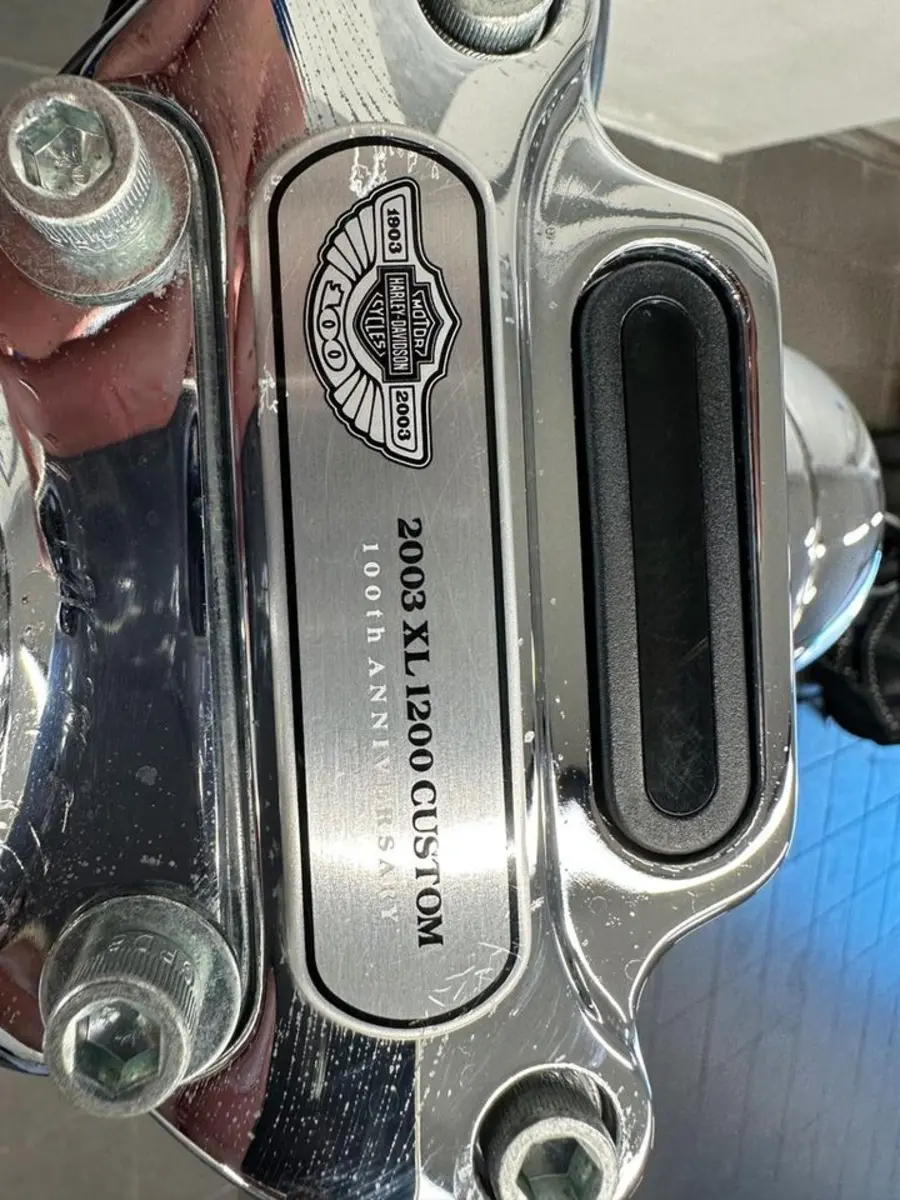 1903
100
MOTOR
HARLEY-DAVIDSON
CYCLES
2003
2003 XL 1200 CUSTOM
100th ANNIVERSARY